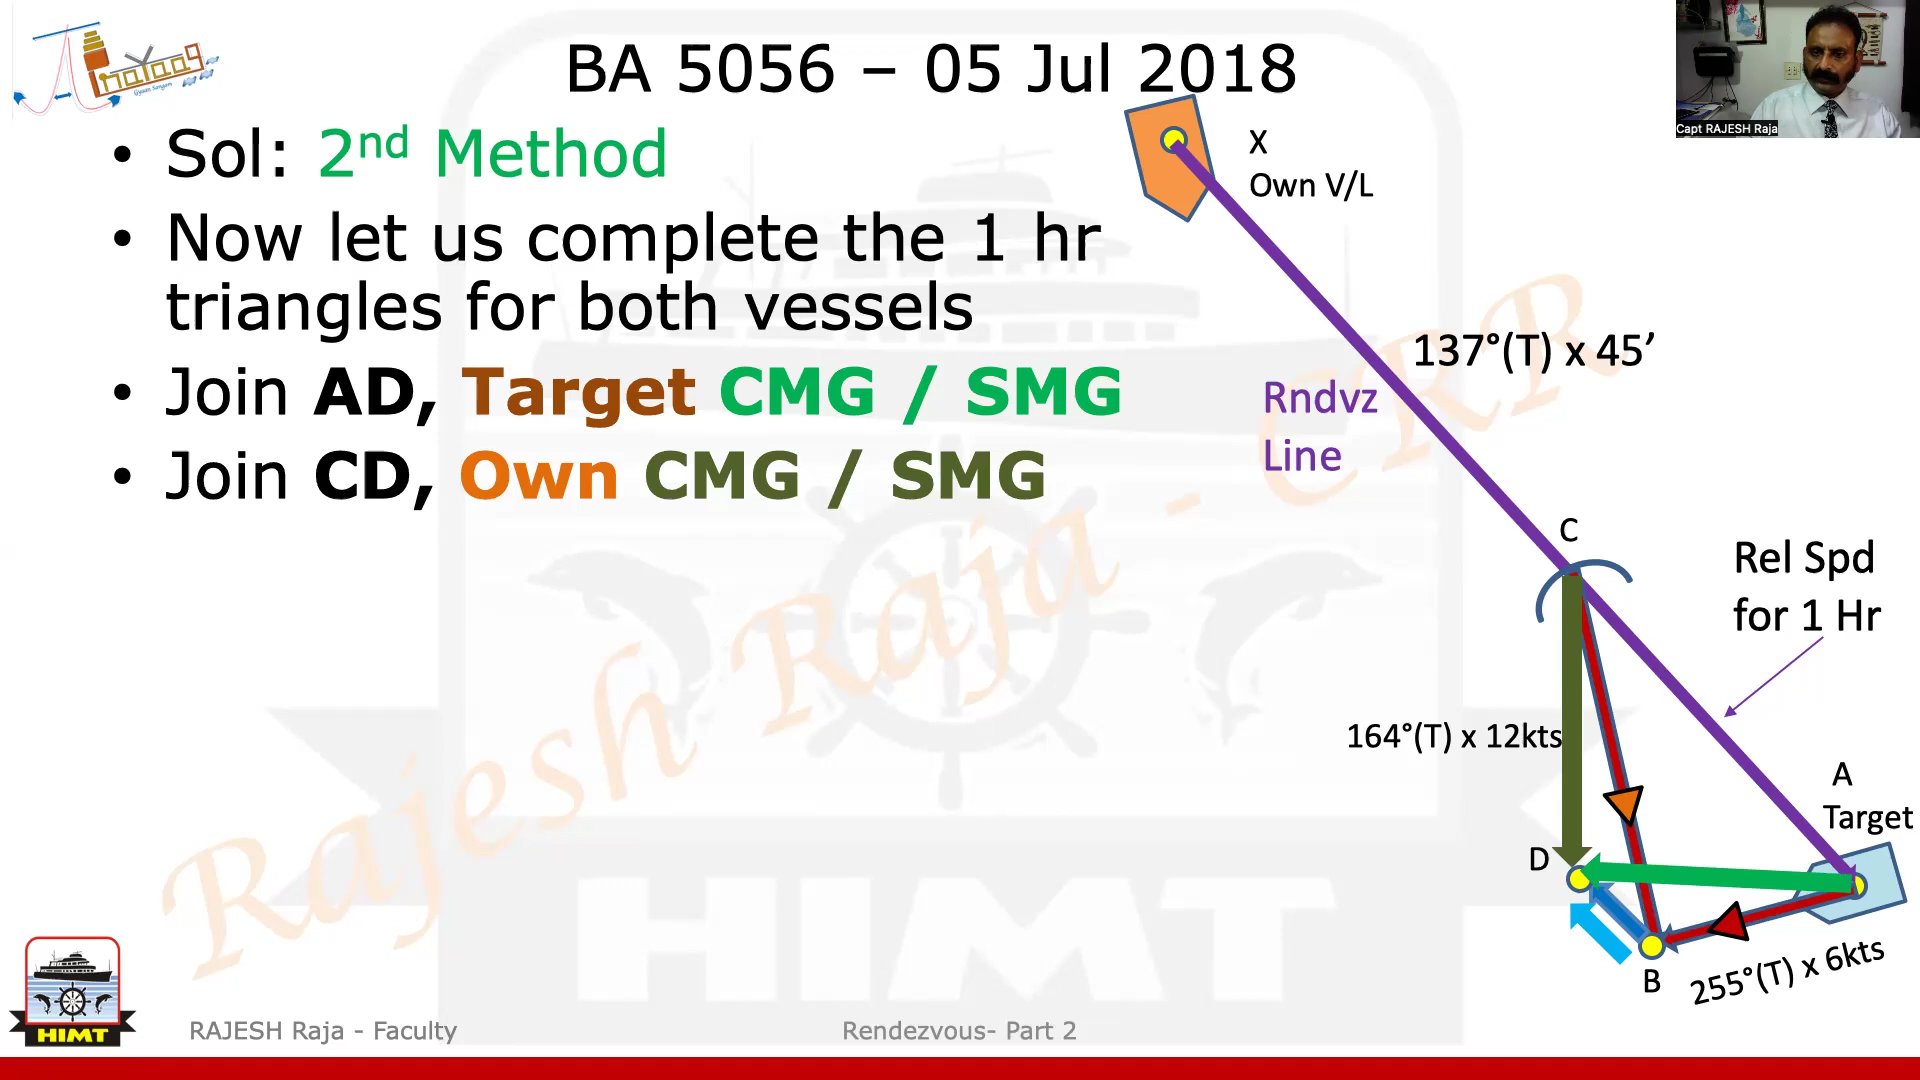 BA 5056 – 05 Jul 2018
• Sol: 2nd Method
• Now let us complete the 1 hr
triangles for both vessels
• Join AD, Target CMG / SMG
• Join CD, Own CMG / SMG
X
Own V/L
137°(T) x 45’
Rndvz
Line
C
Rel Spd
for 1 Hr
164°(T) x 12kts
A
Target
D
B
255°(T) x 6kts
Capt RAJESH Raja
Rajesh Raja - CRR
HIMT
HIMT
RAJESH Raja - Faculty
Rendezvous- Part 2